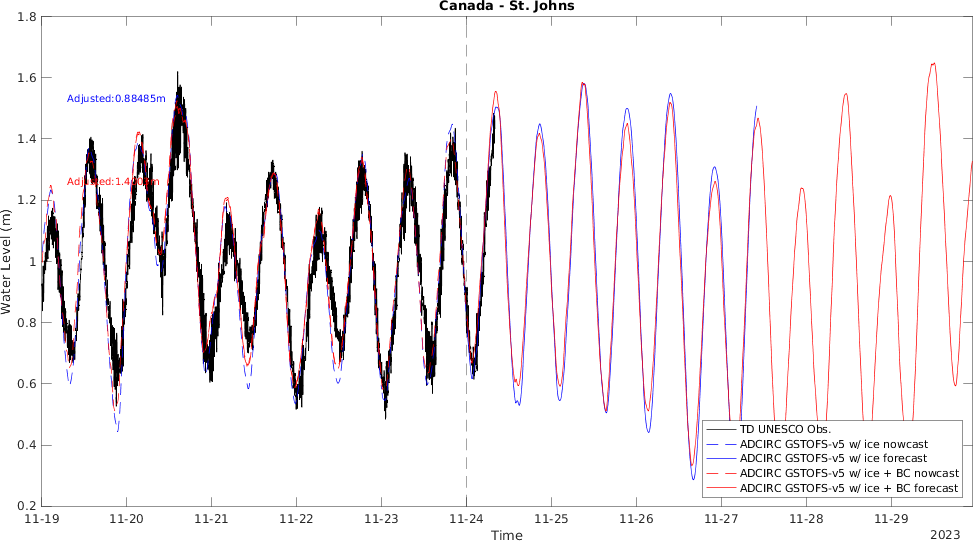 Canada - St. Johns
1.8
1.6
1.4
1.2
1
0.8
0.6
0.4
0.2
Water Level (m)
Adjusted:0.88485m
TD UNESCO Obs.
ADCIRC GSTOFS-v5 w/ ice nowcast
ADCIRC GSTOFS-v5 w/ ice forecast
ADCIRC GSTOFS-v5 w/ ice + BC nowcast
ADCIRC GSTOFS-v5 w/ ice + BC forecast
11-19 11-20 11-21 11-22 11-23 11-24 11-25 11-26 11-27 11-28 11-29
Time
2023